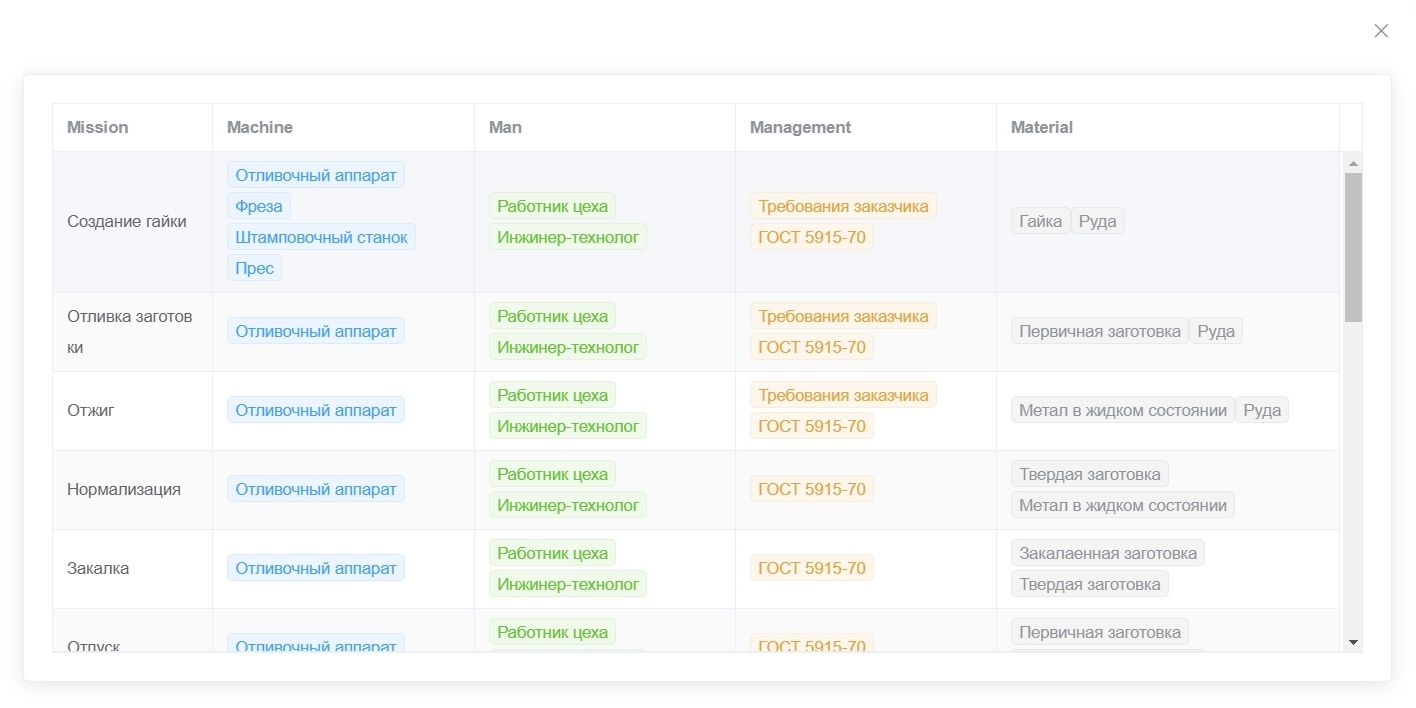 Mission Machine Man Management Material
Создание гайки
Отливочный аппарат
Фреза
Штамповочный станок
Прес
Работник цеха
Инжинер-технолог
Требования заказчика
ГОСТ 5915-70
Гайка Руда
Отливка заготов
ки
Отливочный аппарат
Работник цеха
Инжинер-технолог
Требования заказчика
ГОСТ 5915-70
Первичная заготовка Руда
Отжиг
Отливочный аппарат
Работник цеха
Инжинер-технолог
Требования заказчика
ГОСТ 5915-70
Метал в жидком состоянии Руда
Нормализация
Отливочный аппарат
Работник цеха
Инжинер-технолог
ГОСТ 5915-70
Твердая заготовка
Метал в жидком состоянии
Закалка
Отливочный аппарат
Работник цеха
Инжинер-технолог
ГОСТ 5915-70
Закалаенная заготовка
Твердая заготовка
Отпуск
Отливочный аппарат
Работник цеха
ГОСТ 5915-70
Первичная заготовка